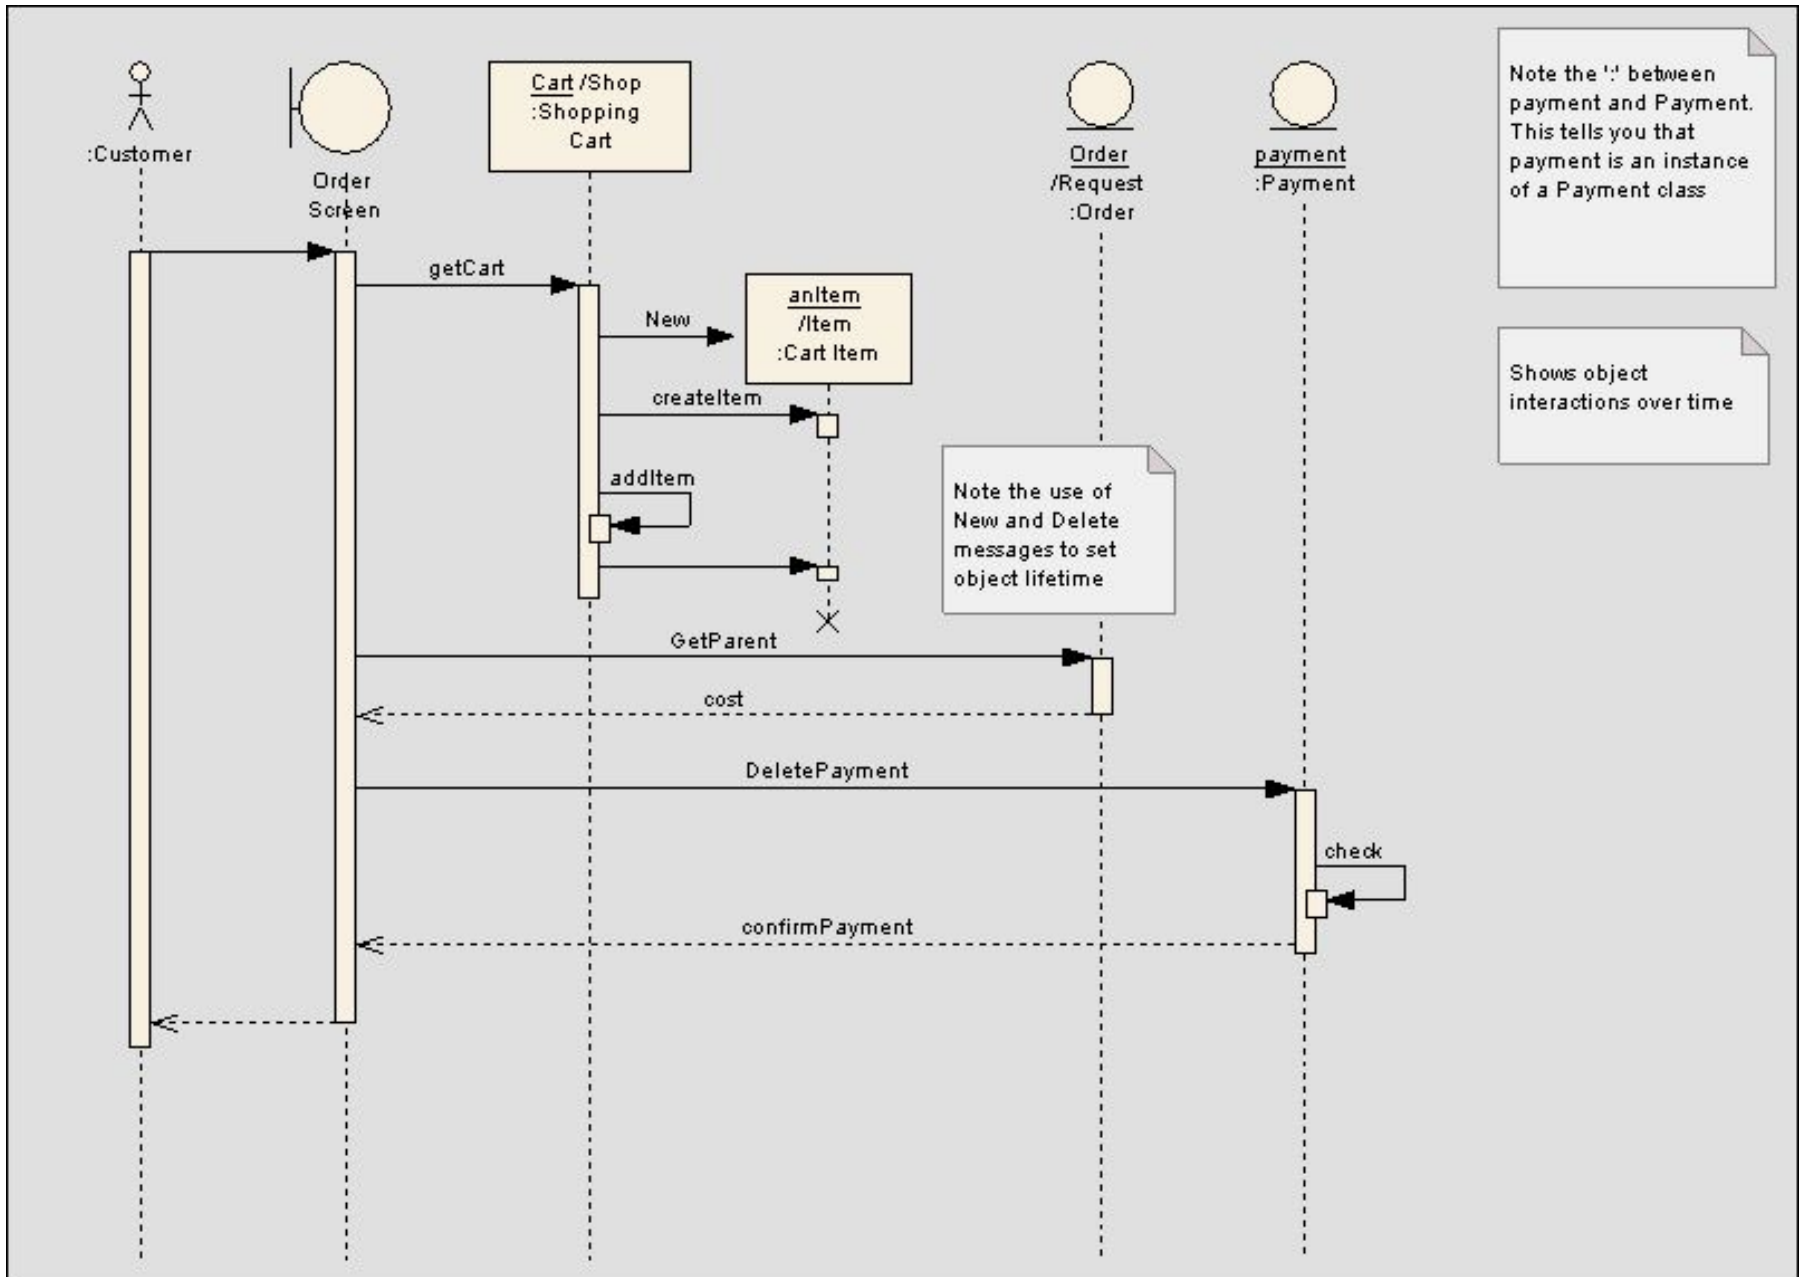 :Customer
Order
Screen
Cart /Shop
:Shopping
Cart
Order
/Request
:Order
payment
:Payment
Note the ':' between
payment and Payment.
This tells you that
payment is an instance
of a Payment class
getCart
New
anItem
/Item
:Cart Item
createItem
Shows object
interactions over time
addItem
Note the use of
New and Delete
messages to set
object lifetime
GetParent
cost
DeletePayment
check
confirmPayment